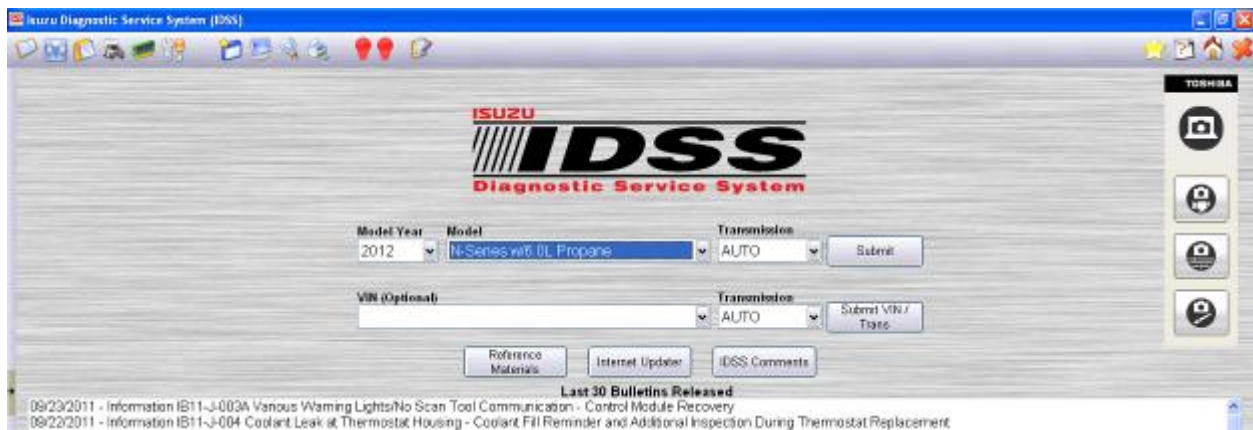 Isuzu Diagnostic Service System (IDSS)
TOSHIBA
ISUZU
IDSS
Diagnostic Service System
Model Year Model Transmission
2012 N-Series w/6.0L Propane AUTO Submit
VIN (Optional) Transmission
AUTO Submit VIN / Trans
Reference Materials Internet Updater IDSS Comments
Last 30 Bulletins Released
09/23/2011 - Information IB11-J-003A Various Warning Lights/No Scan Tool Communication - Control Module Recovery
09/22/2011 - Information IB11-J-004 Coolant Leak at Thermostat Housing - Coolant Fill Reminder and Additional Inspection During Thermostat Replacement